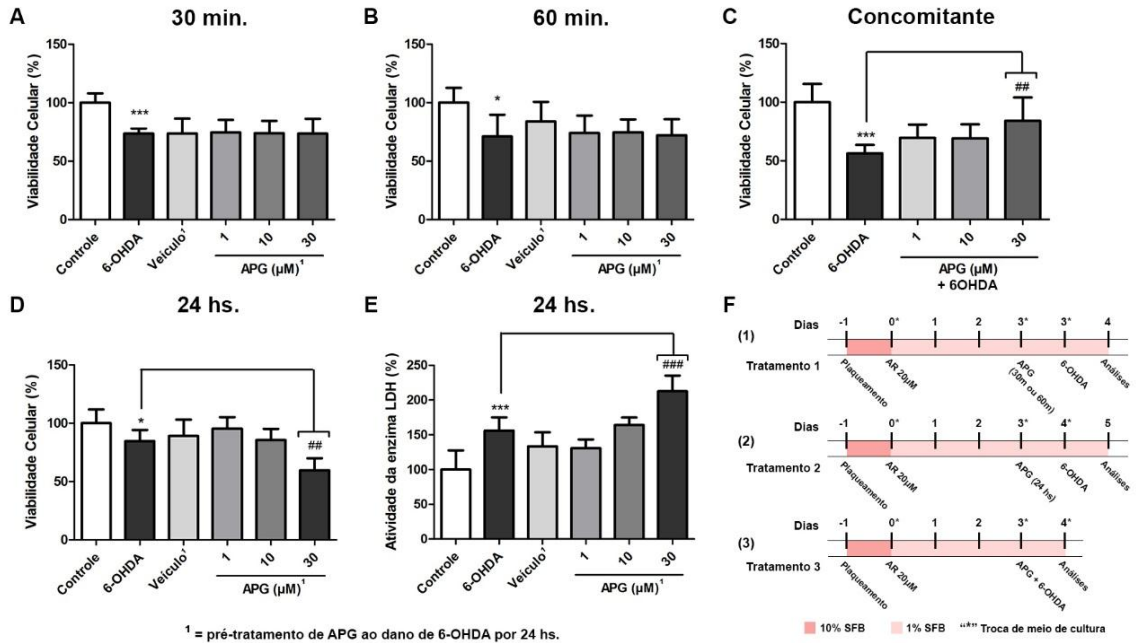 A
30 min.
Viabilidade Celular (%)
150
100
50
0
***
Controle
6-OHDA
Veículo¹
1
10
30
APG (µM)¹
B
60 min.
Viabilidade Celular (%)
150
100
50
0
*
Controle
6-OHDA
Veículo¹
1
10
30
APG (µM)¹
C
Concomitante
Viabilidade Celular (%)
150
100
50
0
***
##
Controle
6-OHDA
1
10
30
APG (µM)
+ 6OHDA
D
24 hs.
Viabilidade Celular (%)
150
100
50
0
*
##
Controle
6-OHDA
Veículo¹
1
10
30
APG (µM)¹
E
24 hs.
Atividade da enzima LDH (%)
250
200
150
100
50
0
***
###
Controle
6-OHDA
Veículo¹
1
10
30
APG (µM)¹
F
(1)
Dias -1 0* 1 2 3* 3* 4
Tratamento 1
Plaqueamento
AR 20µM
APG
(30m ou 60m)
6-OHDA
Análises
(2)
Dias -1 0* 1 2 3* 4* 5
Tratamento 2
Plaqueamento
AR 20µM
APG (24 hs)
6-OHDA
Análises
(3)
Dias -1 0* 1 2 3* 4*
Tratamento 3
Plaqueamento
AR 20µM
APG + 6-OHDA
Análises
10% SFB 1% SFB "*" Troca de meio de cultura
¹ = pré-tratamento de APG ao dano de 6-OHDA por 24 hs.